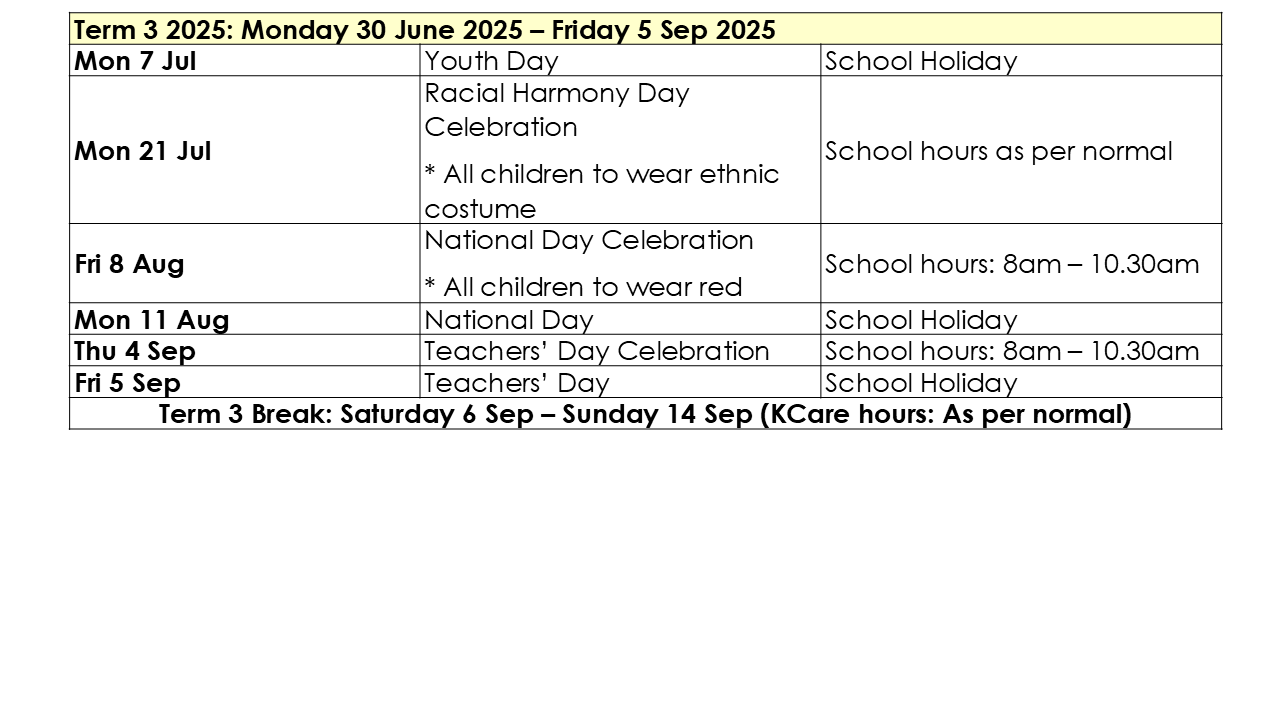 Term 3 2025: Monday 30 June 2025 – Friday 5 Sep 2025
Mon 7 Jul
Youth Day
School Holiday
Mon 21 Jul
Racial Harmony Day
Celebration
* All children to wear ethnic
costume
School hours as per normal
Fri 8 Aug
National Day Celebration
* All children to wear red
School hours: 8am – 10.30am
Mon 11 Aug
National Day
School Holiday
Thu 4 Sep
Teachers’ Day Celebration
School hours: 8am – 10.30am
Fri 5 Sep
Teachers’ Day
School Holiday
Term 3 Break: Saturday 6 Sep – Sunday 14 Sep (KCare hours: As per normal)